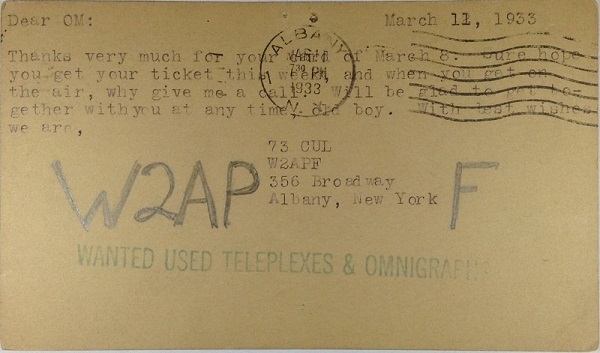 Dear OM: March 11, 1933
Thanks very much for your card of March 8. Sure hope
you get your ticket this week, and when you get on
the air, why give me a call. Will be glad to get to-
gether withyou at any time, old boy. With best wishes
we are,
ALBANY
7 PM
1933
N.Y.
73 CUL
W2APF
356 Broadway
Albany, New York
W2AP F
WANTED USED TELEPLEXES & OMNIGRAPHS